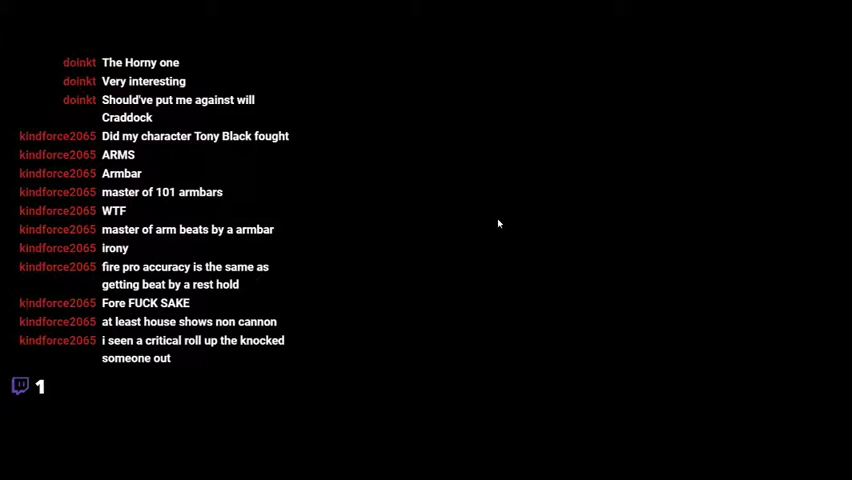 doinkt The Horny one
doinkt Very interesting
doinkt Should've put me against will
Craddock
kindforce2065 Did my character Tony Black fought
kindforce2065 ARMS
kindforce2065 Armbar
kindforce2065 master of 101 armbars
kindforce2065 WTF
kindforce2065 master of arm beats by a armbar
kindforce2065 irony
kindforce2065 fire pro accuracy is the same as
getting beat by a rest hold
kindforce2065 Fore FUCK SAKE
kindforce2065 at least house shows non cannon
kindforce2065 i seen a critical roll up the knocked
someone out
1